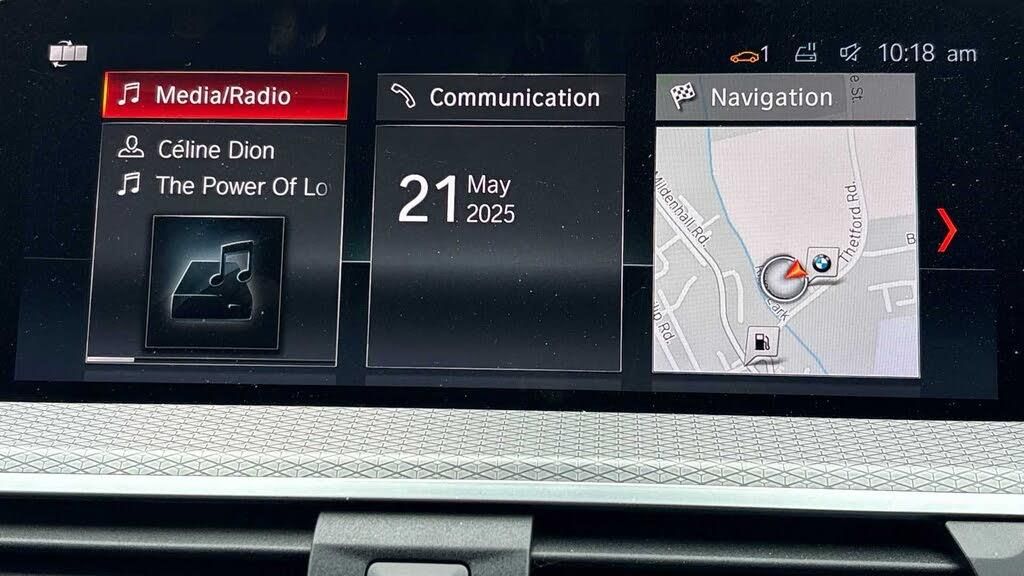 1
10:18 am
Media/Radio
Communication
Navigation
Céline Dion
The Power Of Lo
21 May
2025
e St.
Mildenhall Rd.
Thetford Rd.
B